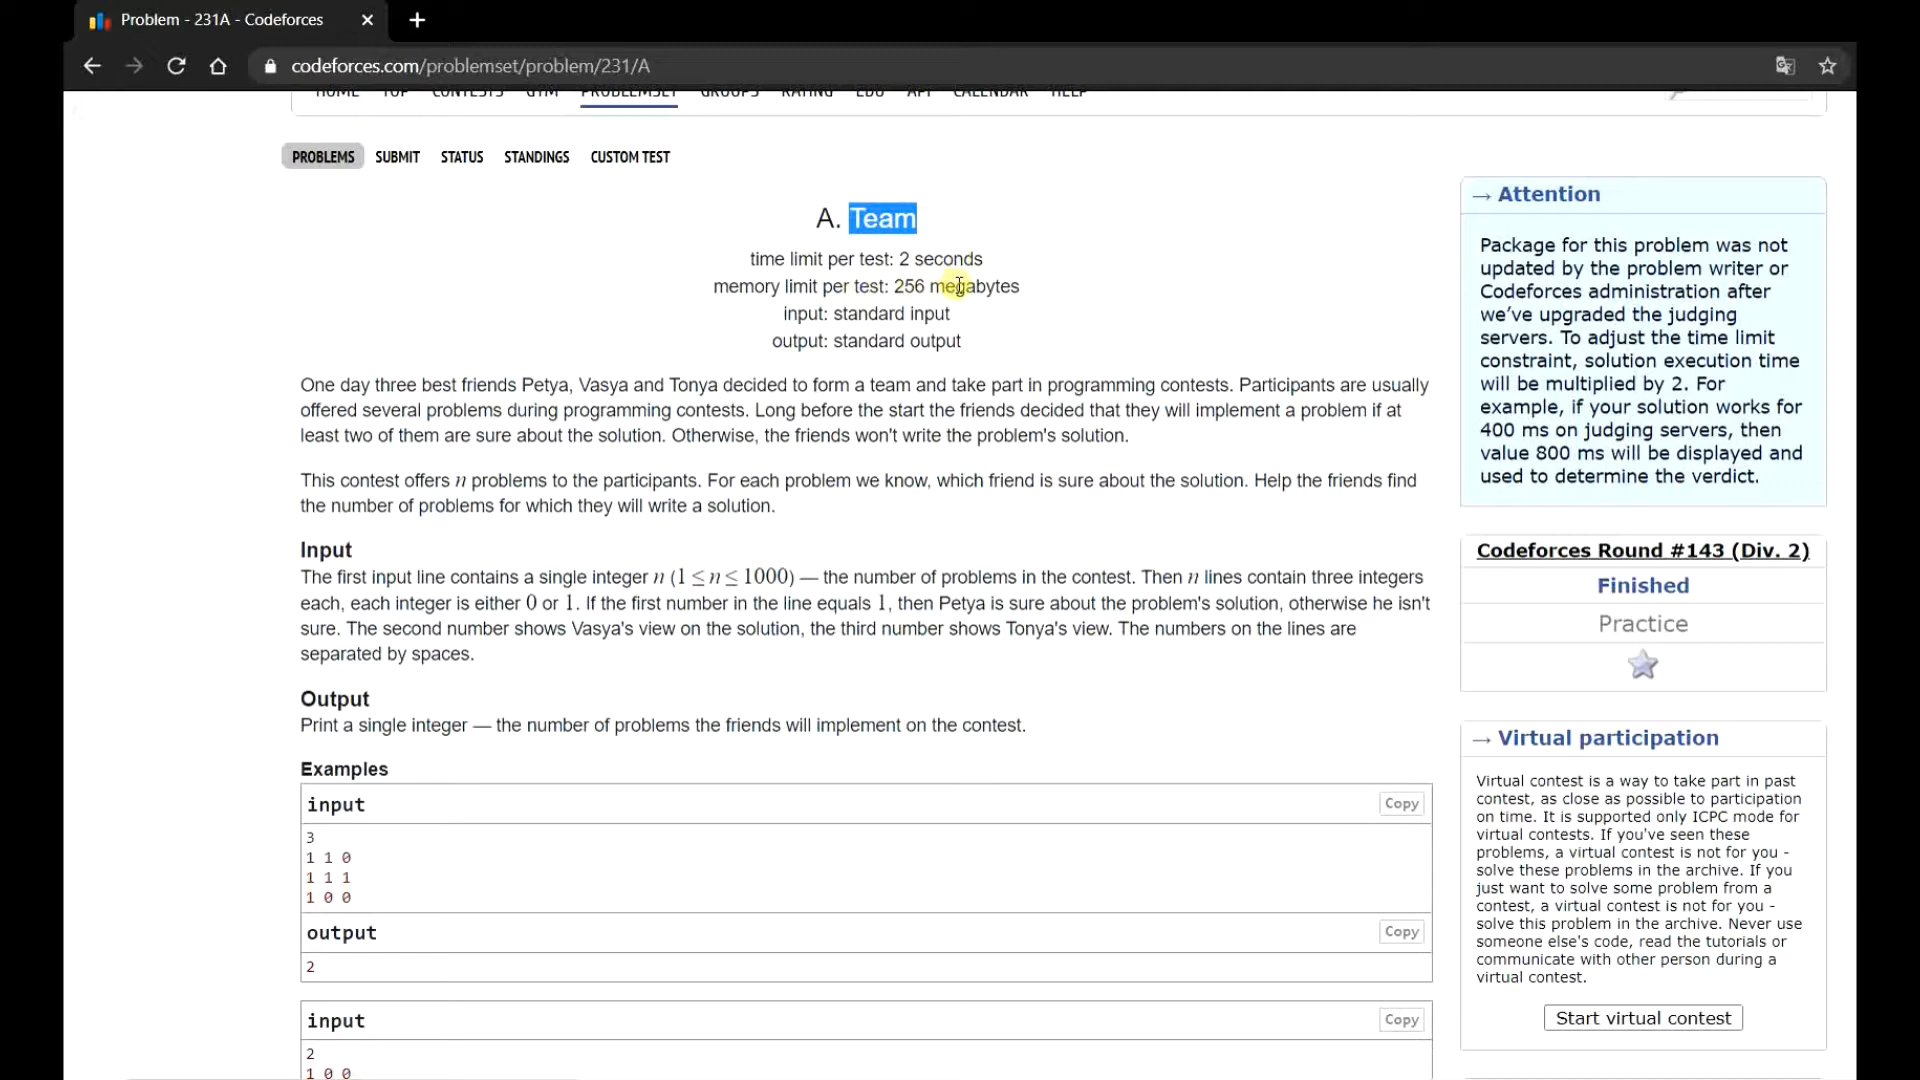 Problem - 231A - Codeforces
codeforces.com/problemset/problem/231/A
HOME TOP CONTESTS GYM PROBLEMSET GROUPS RATING EDU API CALENDAR HELP
PROBLEMS SUBMIT STATUS STANDINGS CUSTOM TEST
A. Team
time limit per test: 2 seconds
memory limit per test: 256 megabytes
input: standard input
output: standard output
One day three best friends Petya, Vasya and Tonya decided to form a team and take part in programming contests. Participants are usually
offered several problems during programming contests. Long before the start the friends decided that they will implement a problem if at
least two of them are sure about the solution. Otherwise, the friends won't write the problem's solution.
This contest offers n problems to the participants. For each problem we know, which friend is sure about the solution. Help the friends find
the number of problems for which they will write a solution.
Input
The first input line contains a single integer n (1 ≤ n ≤ 1000) — the number of problems in the contest. Then n lines contain three integers
each, each integer is either 0 or 1. If the first number in the line equals 1, then Petya is sure about the problem's solution, otherwise he isn't
sure. The second number shows Vasya's view on the solution, the third number shows Tonya's view. The numbers on the lines are
separated by spaces.
Output
Print a single integer — the number of problems the friends will implement on the contest.
Examples
input
Copy
3
1 1 0
1 1 1
1 0 0
output
Copy
2
input
Copy
2
1 0 0
→ Attention
Package for this problem was not
updated by the problem writer or
Codeforces administration after
we’ve upgraded the judging
servers. To adjust the time limit
constraint, solution execution time
will be multiplied by 2. For
example, if your solution works for
400 ms on judging servers, then
value 800 ms will be displayed and
used to determine the verdict.
Codeforces Round #143 (Div. 2)
Finished
Practice
→ Virtual participation
Virtual contest is a way to take part in past
contest, as close as possible to participation
on time. It is supported only ICPC mode for
virtual contests. If you've seen these
problems, a virtual contest is not for you -
solve these problems in the archive. If you
just want to solve some problem from a
contest, a virtual contest is not for you -
solve this problem in the archive. Never use
someone else's code, read the tutorials or
communicate with other person during a
virtual contest.
Start virtual contest